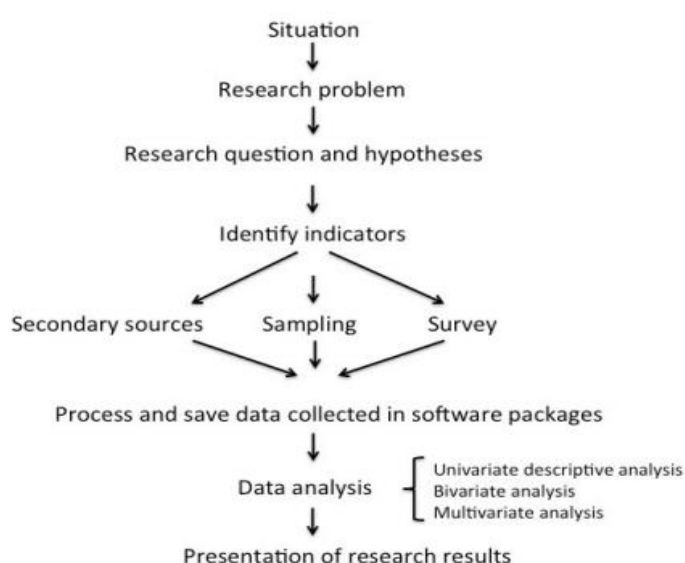 Situation
Research problem
Research question and hypotheses
Identify indicators
Secondary sources
Sampling
Survey
Process and save data collected in software packages
Data analysis
Univariate descriptive analysis
Bivariate analysis
Multivariate analysis
Presentation of research results